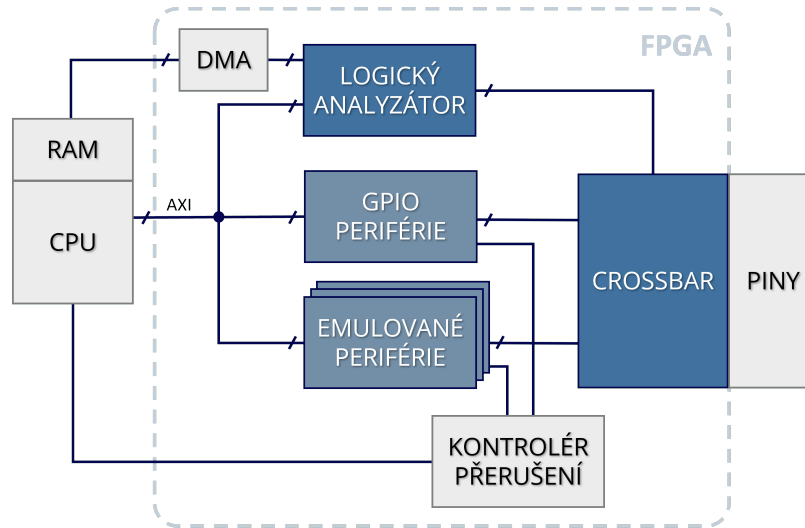 FPGA
DMA
LOGICKÝ
ANALYZÁTOR
RAM
AXI
GPIO
PERIFÉRIE
CPU
CROSSBAR
PINY
EMULOVANÉ
PERIFÉRIE
KONTROLÉR
PŘERUŠENÍ